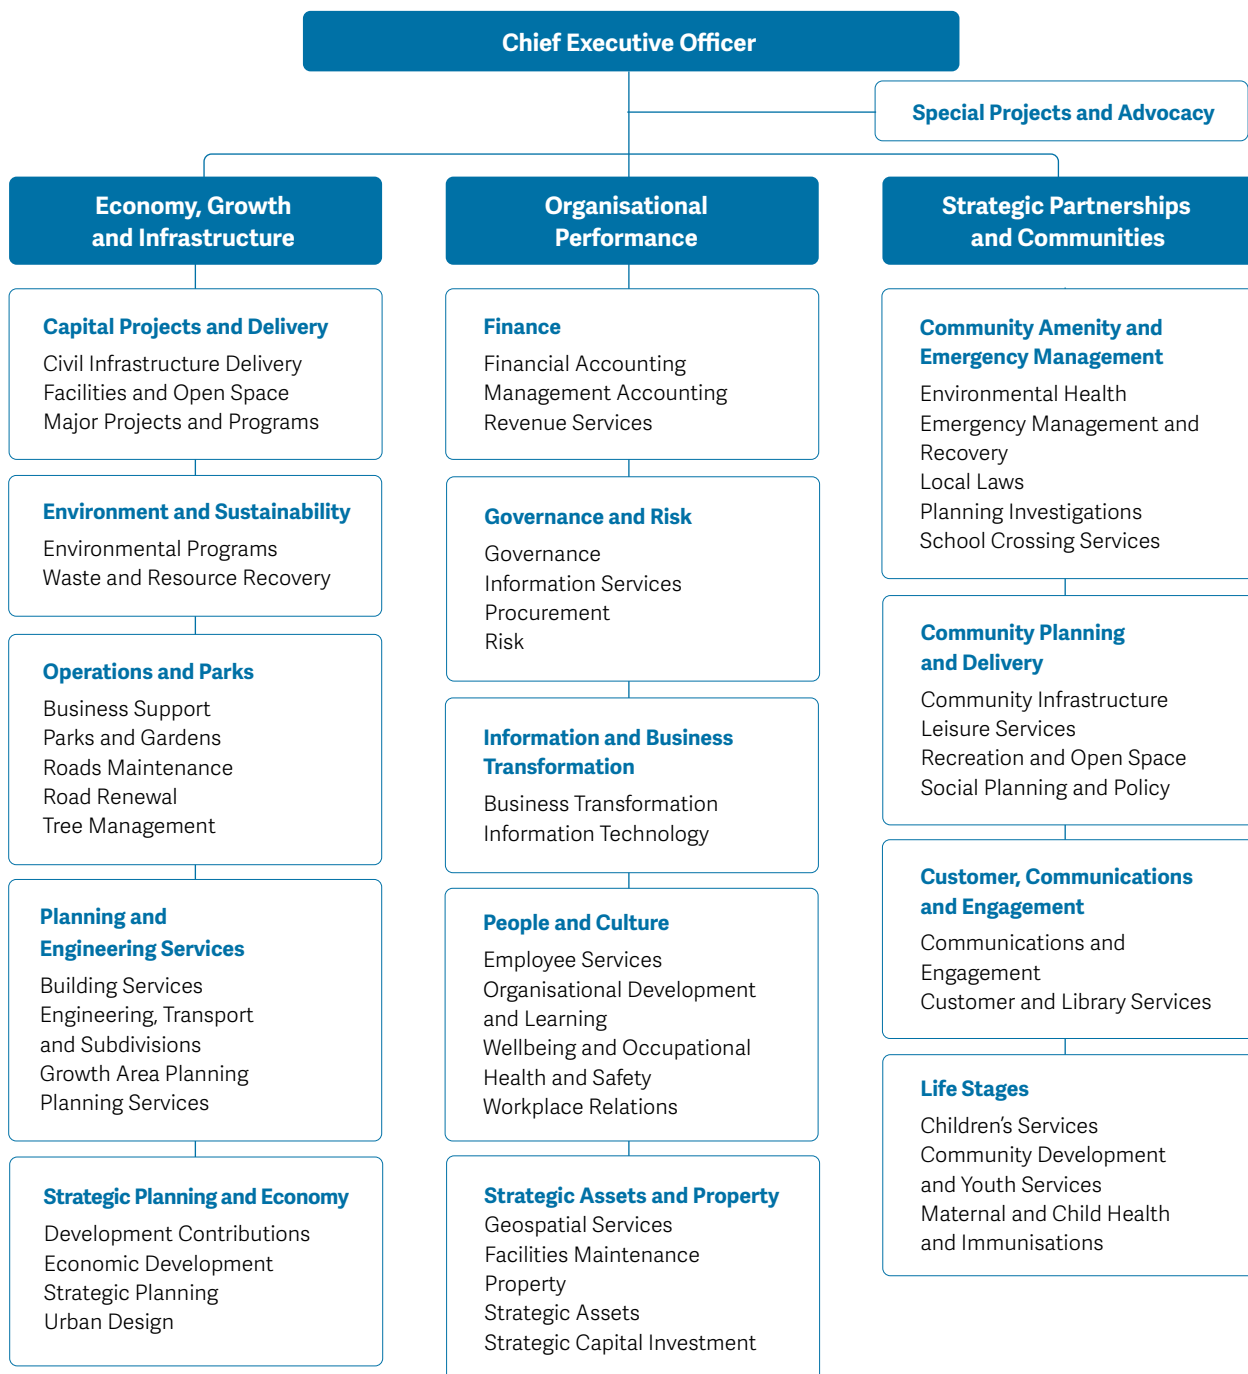 Chief Executive Officer
Special Projects and Advocacy
Economy, Growth
and Infrastructure
Capital Projects and Delivery
Civil Infrastructure Delivery
Facilities and Open Space
Major Projects and Programs
Environment and Sustainability
Environmental Programs
Waste and Resource Recovery
Operations and Parks
Business Support
Parks and Gardens
Roads Maintenance
Road Renewal
Tree Management
Planning and
Engineering Services
Building Services
Engineering, Transport
and Subdivisions
Growth Area Planning
Planning Services
Strategic Planning and Economy
Development Contributions
Economic Development
Strategic Planning
Urban Design
Organisational
Performance
Finance
Financial Accounting
Management Accounting
Revenue Services
Governance and Risk
Governance
Information Services
Procurement
Risk
Information and Business
Transformation
Business Transformation
Information Technology
People and Culture
Employee Services
Organisational Development
and Learning
Wellbeing and Occupational
Health and Safety
Workplace Relations
Strategic Assets and Property
Geospatial Services
Facilities Maintenance
Property
Strategic Assets
Strategic Capital Investment
Strategic Partnerships
and Communities
Community Amenity and
Emergency Management
Environmental Health
Emergency Management and
Recovery
Local Laws
Planning Investigations
School Crossing Services
Community Planning
and Delivery
Community Infrastructure
Leisure Services
Recreation and Open Space
Social Planning and Policy
Customer, Communications
and Engagement
Communications and
Engagement
Customer and Library Services
Life Stages
Children’s Services
Community Development
and Youth Services
Maternal and Child Health
and Immunisations